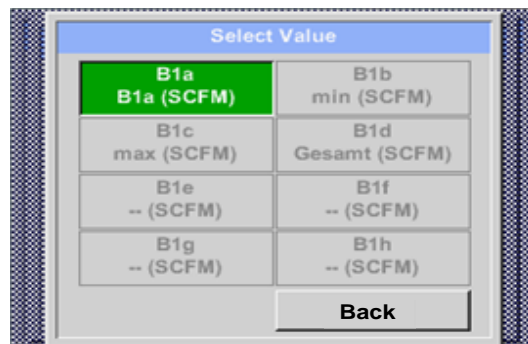 Select Value
B1a
B1a (SCFM)
B1b
min (SCFM)
B1c
max (SCFM)
B1d
Gesamt (SCFM)
B1e
-- (SCFM)
B1f
-- (SCFM)
B1g
-- (SCFM)
B1h
-- (SCFM)
Back